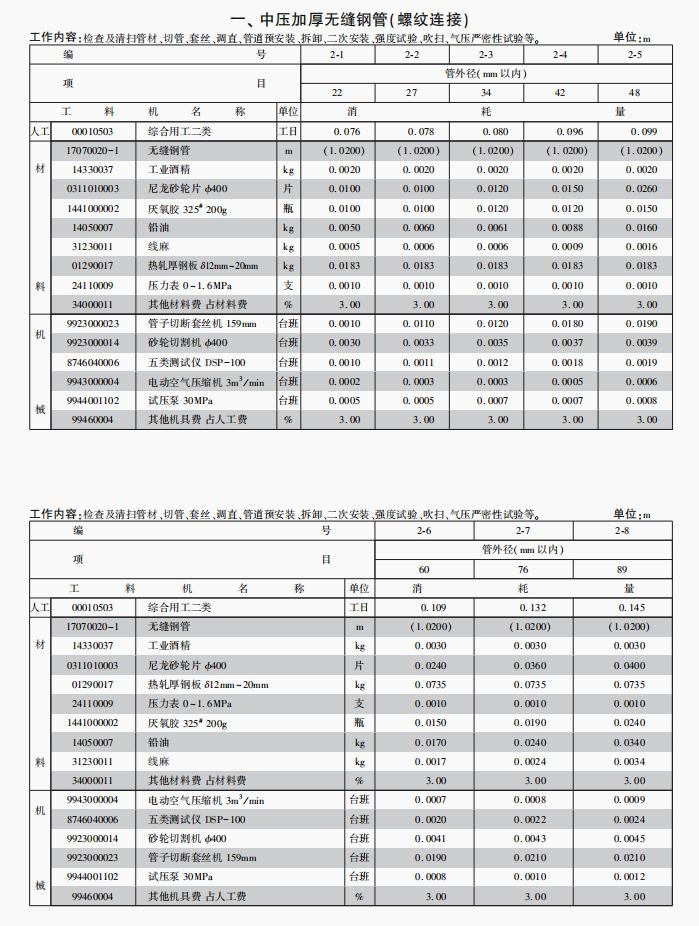 一、中压加厚无缝钢管(螺纹连接)
工作内容:检查及清扫管材、切管、套丝、调直、管道预安装、拆卸、二次安装、强度试验、吹扫、气压严密性试验等。 单位:m
编 号 2-1 2-2 2-3 2-4 2-5
项 目 管外径(mm 以内)
22 27 34 42 48
工 料 机 名 称 单位 消 耗 量
人工 00010503 综合用工二类 工日 0.076 0.078 0.080 0.096 0.099
材 17070020-1 无缝钢管 m (1.0200) (1.0200) (1.0200) (1.0200) (1.0200)
14330037 工业酒精 kg 0.0020 0.0020 0.0020 0.0020 0.0020
0311010003 尼龙砂轮片 ϕ400 片 0.0100 0.0100 0.0120 0.0150 0.0260
1441000002 厌氧胶 325# 200g 瓶 0.0100 0.0100 0.0120 0.0120 0.0150
14050007 铅油 kg 0.0050 0.0060 0.0061 0.0088 0.0160
31230011 线麻 kg 0.0005 0.0006 0.0006 0.0009 0.0016
01290017 热轧厚钢板 δ12mm~20mm kg 0.0183 0.0183 0.0183 0.0183 0.0183
料 24110009 压力表 0~1.6MPa 支 0.0010 0.0010 0.0010 0.0010 0.0010
34000011 其他材料费 占材料费 % 3.00 3.00 3.00 3.00 3.00
机 9923000023 管子切断套丝机 159mm 台班 0.0010 0.0110 0.0120 0.0180 0.0190
9923000014 砂轮切割机 ϕ400 台班 0.0030 0.0033 0.0035 0.0037 0.0039
8746040006 五类测试仪 DSP-100 台班 0.0010 0.0011 0.0012 0.0018 0.0019
9943000004 电动空气压缩机 3m³/min 台班 0.0002 0.0003 0.0003 0.0005 0.0006
械 9944001102 试压泵 30MPa 台班 0.0005 0.0005 0.0007 0.0007 0.0008
99460004 其他机具费 占人工费 % 3.00 3.00 3.00 3.00 3.00
工作内容:检查及清扫管材、切管、套丝、调直、管道预安装、拆卸、二次安装、强度试验、吹扫、气压严密性试验等。 单位:m
编 号 2-6 2-7 2-8
项 目 管外径(mm 以内)
60 76 89
工 料 机 名 称 单位 消 耗 量
人工 00010503 综合用工二类 工日 0.109 0.132 0.145
材 17070020-1 无缝钢管 m (1.0200) (1.0200) (1.0200)
14330037 工业酒精 kg 0.0030 0.0030 0.0030
0311010003 尼龙砂轮片 ϕ400 片 0.0240 0.0360 0.0400
01290017 热轧厚钢板 δ12mm~20mm kg 0.0735 0.0735 0.0735
24110009 压力表 0~1.6MPa 支 0.0010 0.0010 0.0010
1441000002 厌氧胶 325# 200g 瓶 0.0150 0.0190 0.0240
14050007 铅油 kg 0.0170 0.0240 0.0340
料 31230011 线麻 kg 0.0017 0.0024 0.0034
34000011 其他材料费 占材料费 % 3.00 3.00 3.00
机 9943000004 电动空气压缩机 3m³/min 台班 0.0007 0.0008 0.0009
8746040006 五类测试仪 DSP-100 台班 0.0020 0.0022 0.0024
9923000014 砂轮切割机 ϕ400 台班 0.0041 0.0043 0.0045
9923000023 管子切断套丝机 159mm 台班 0.0190 0.0210 0.0210
械 9944001102 试压泵 30MPa 台班 0.0008 0.0010 0.0012
99460004 其他机具费 占人工费 % 3.00 3.00 3.00